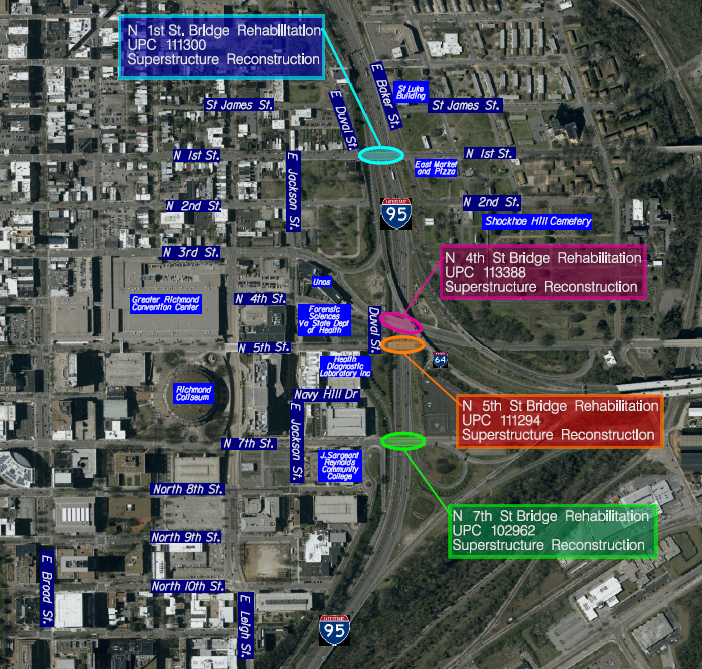 N 1st St. Bridge Rehabilitation
UPC 111300
Superstructure Reconstruction
E Baker St.
St Luke
Building
E Duval St.
St James St.
St James St.
N 1st St.
E Jackson St.
N 1st St.
East Market
and Pizza
N 2nd St.
INTERSTATE
95
N 2nd St.
Shockhoe Hill Cemetery
N 3rd St.
N 4th St Bridge Rehabilitation
UPC 113388
Superstructure Reconstruction
Unos
Greater Richmond
Convention Center
N 4th St.
Forensic
Sciences
Va State Dept
of Health
Duval St.
N 5th St.
Health
Diagnostic
Laboratory Inc
64
Richmond
Coliseum
Navy Hill Dr
N 5th St Bridge Rehabilitation
UPC 111294
Superstructure Reconstruction
E Jackson St.
N 7th St.
J.Sargeant
Reynolds
Community
College
North 8th St.
N 7th St Bridge Rehabilitation
UPC 102962
Superstructure Reconstruction
North 9th St.
E Broad St.
North 10th St.
E Leigh St.
95